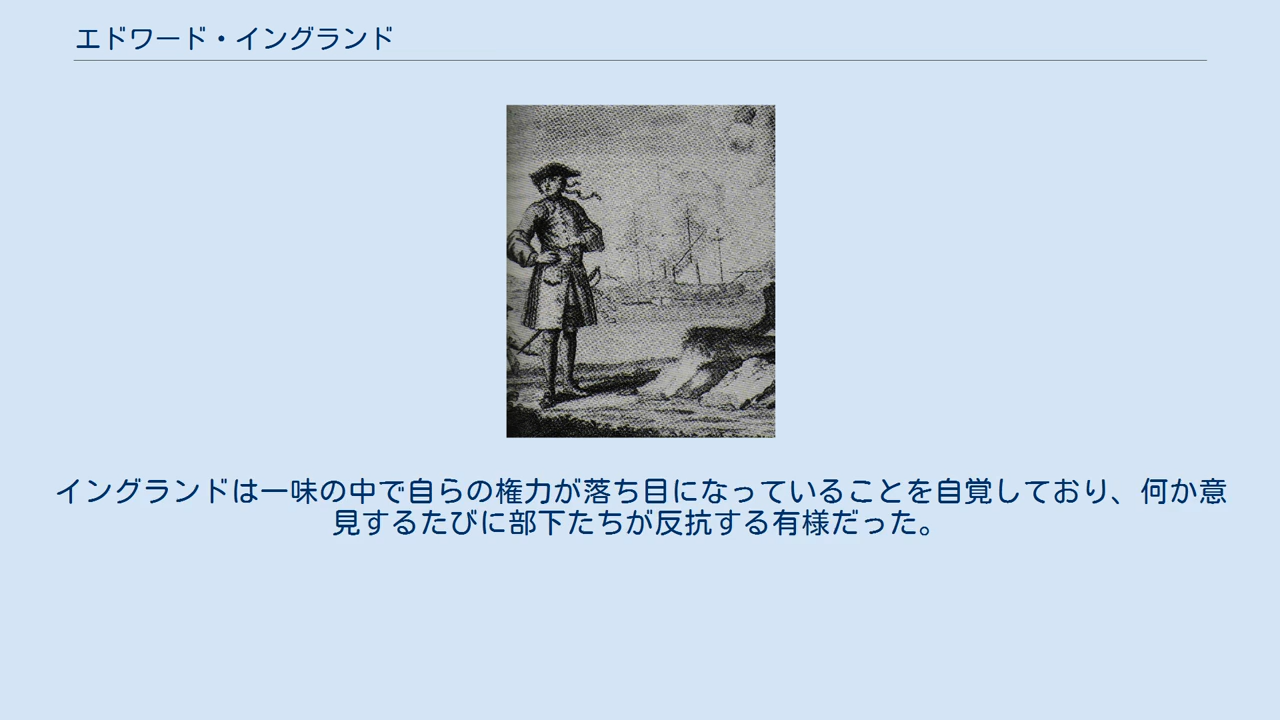 エドワード・イングランド
イングランドは一味の中で自らの権力が落ち目になっていることを自覚しており、何か意
見するたびに部下たちが反抗する有様だった。